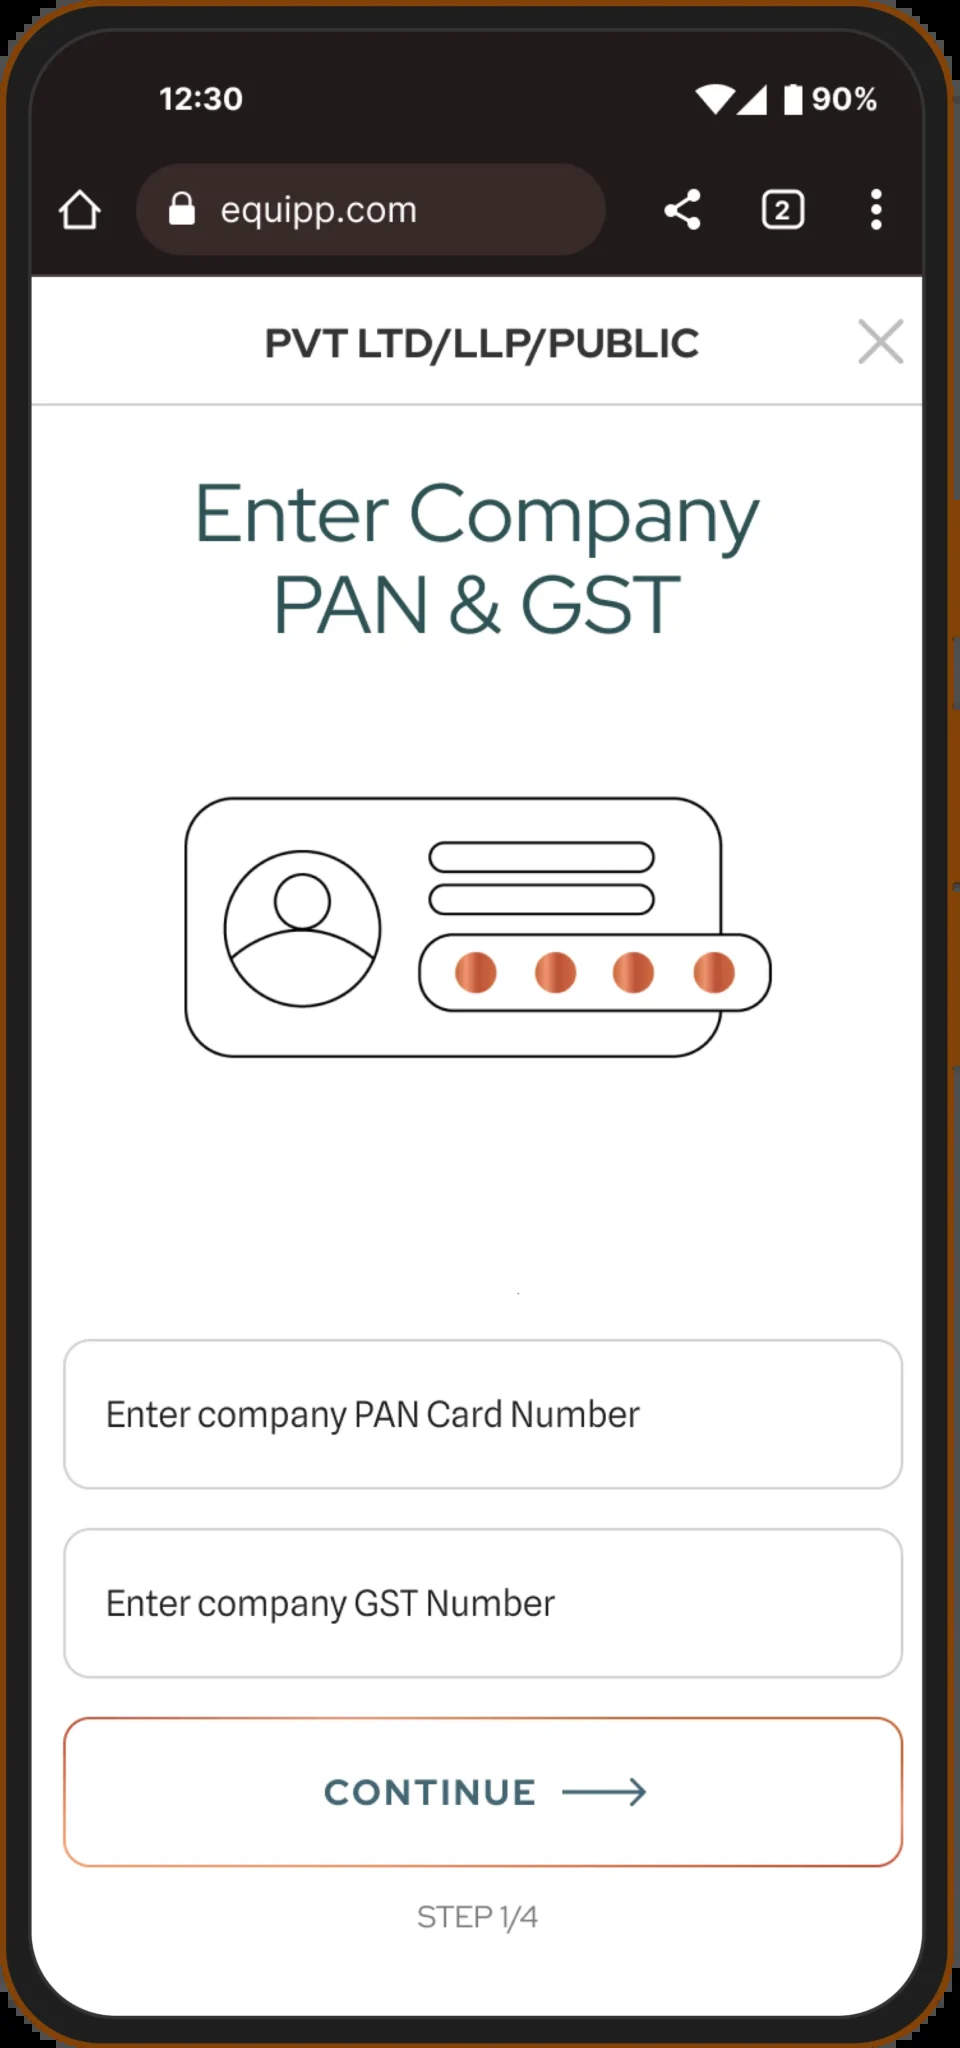 12:30
90%
equipp.com
2
PVT LTD/LLP/PUBLIC
Enter Company
PAN & GST
Enter company PAN Card Number
Enter company GST Number
CONTINUE
STEP 1/4